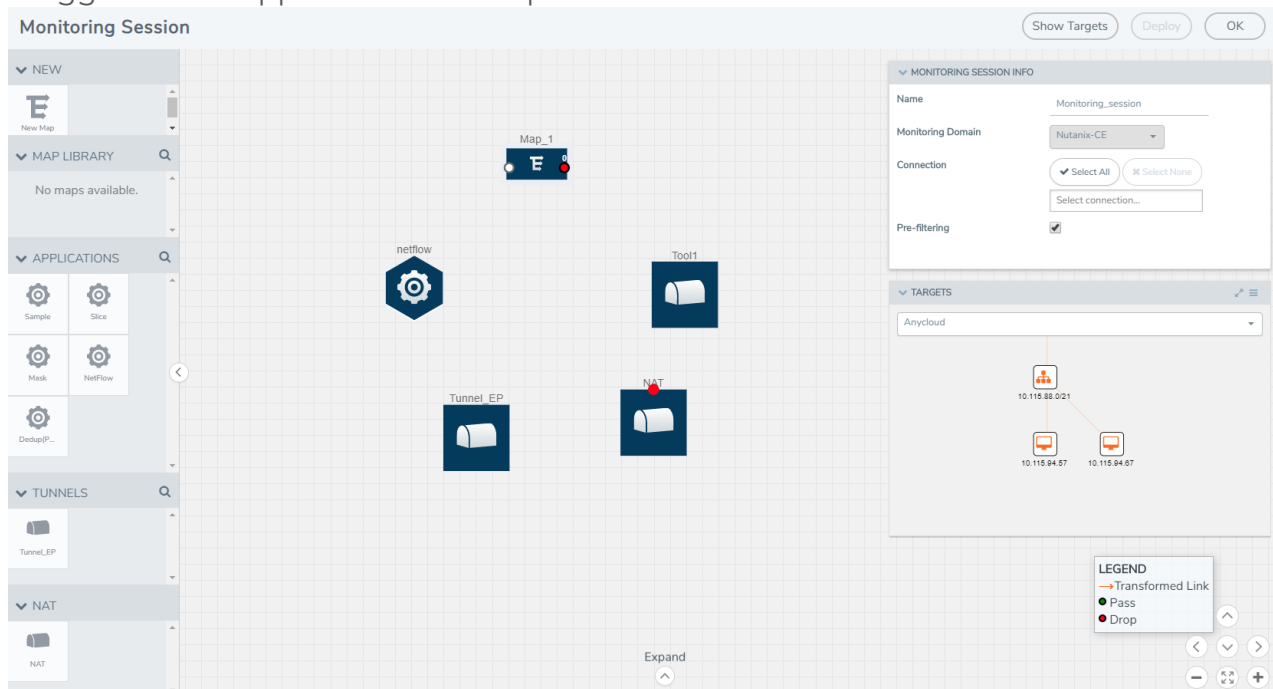 Monitoring Session
Show Targets
Deploy
OK
NEW
New Map
MAP LIBRARY
No maps available.
APPLICATIONS
Sample
Slice
Mask
NetFlow
Dedup(P...
TUNNELS
Tunnel_EP
NAT
NAT
Map_1
0
netflow
Tool1
Tunnel_EP
NAT
Expand
MONITORING SESSION INFO
Name
Monitoring_session
Monitoring Domain
Nutanix-CE
Connection
Select All
Select None
Select connection...
Pre-filtering
TARGETS
Anycloud
10.115.88.0/21
10.115.94.57
10.115.94.67
LEGEND
→Transformed Link
Pass
Drop